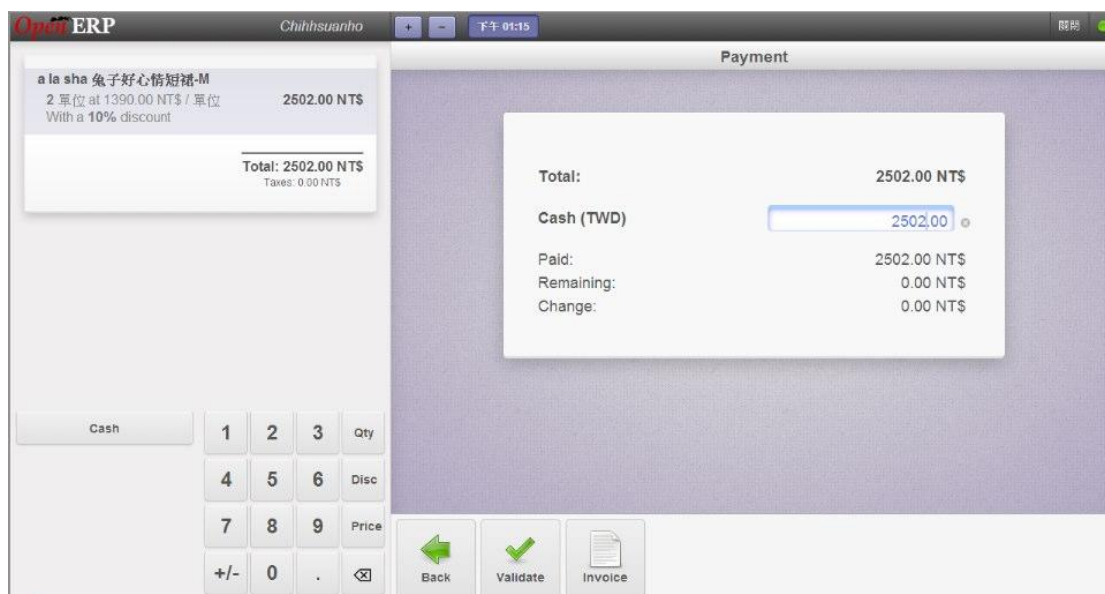 Open ERP
Chihhsuanho
+ - 下午 01:15
關閉
a la sha 兔子好心情短裙-M
2 單位 at 1390.00 NT$ / 單位 2502.00 NT$
With a 10% discount
Total: 2502.00 NT$
Taxes: 0.00 NT$
Payment
Total: 2502.00 NT$
Cash (TWD) 2502.00
Paid: 2502.00 NT$
Remaining: 0.00 NT$
Change: 0.00 NT$
Cash
1 2 3 Qty
4 5 6 Disc
7 8 9 Price
+/- 0 .
Back Validate Invoice